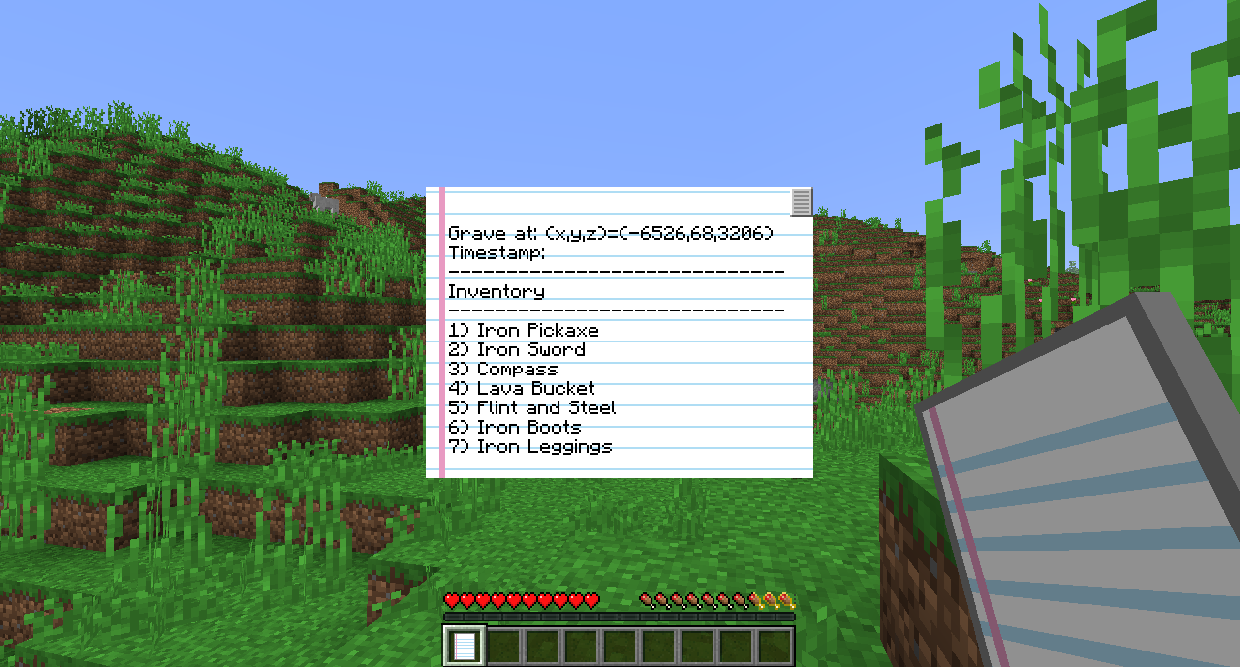 Grave at: (x,y,z)=(-6526,68,3206)
Timestamp:
-------------------------------
Inventory
-------------------------------
1) Iron Pickaxe
2) Iron Sword
3) Compass
4) Lava Bucket
5) Flint and Steel
6) Iron Boots
7) Iron Leggings